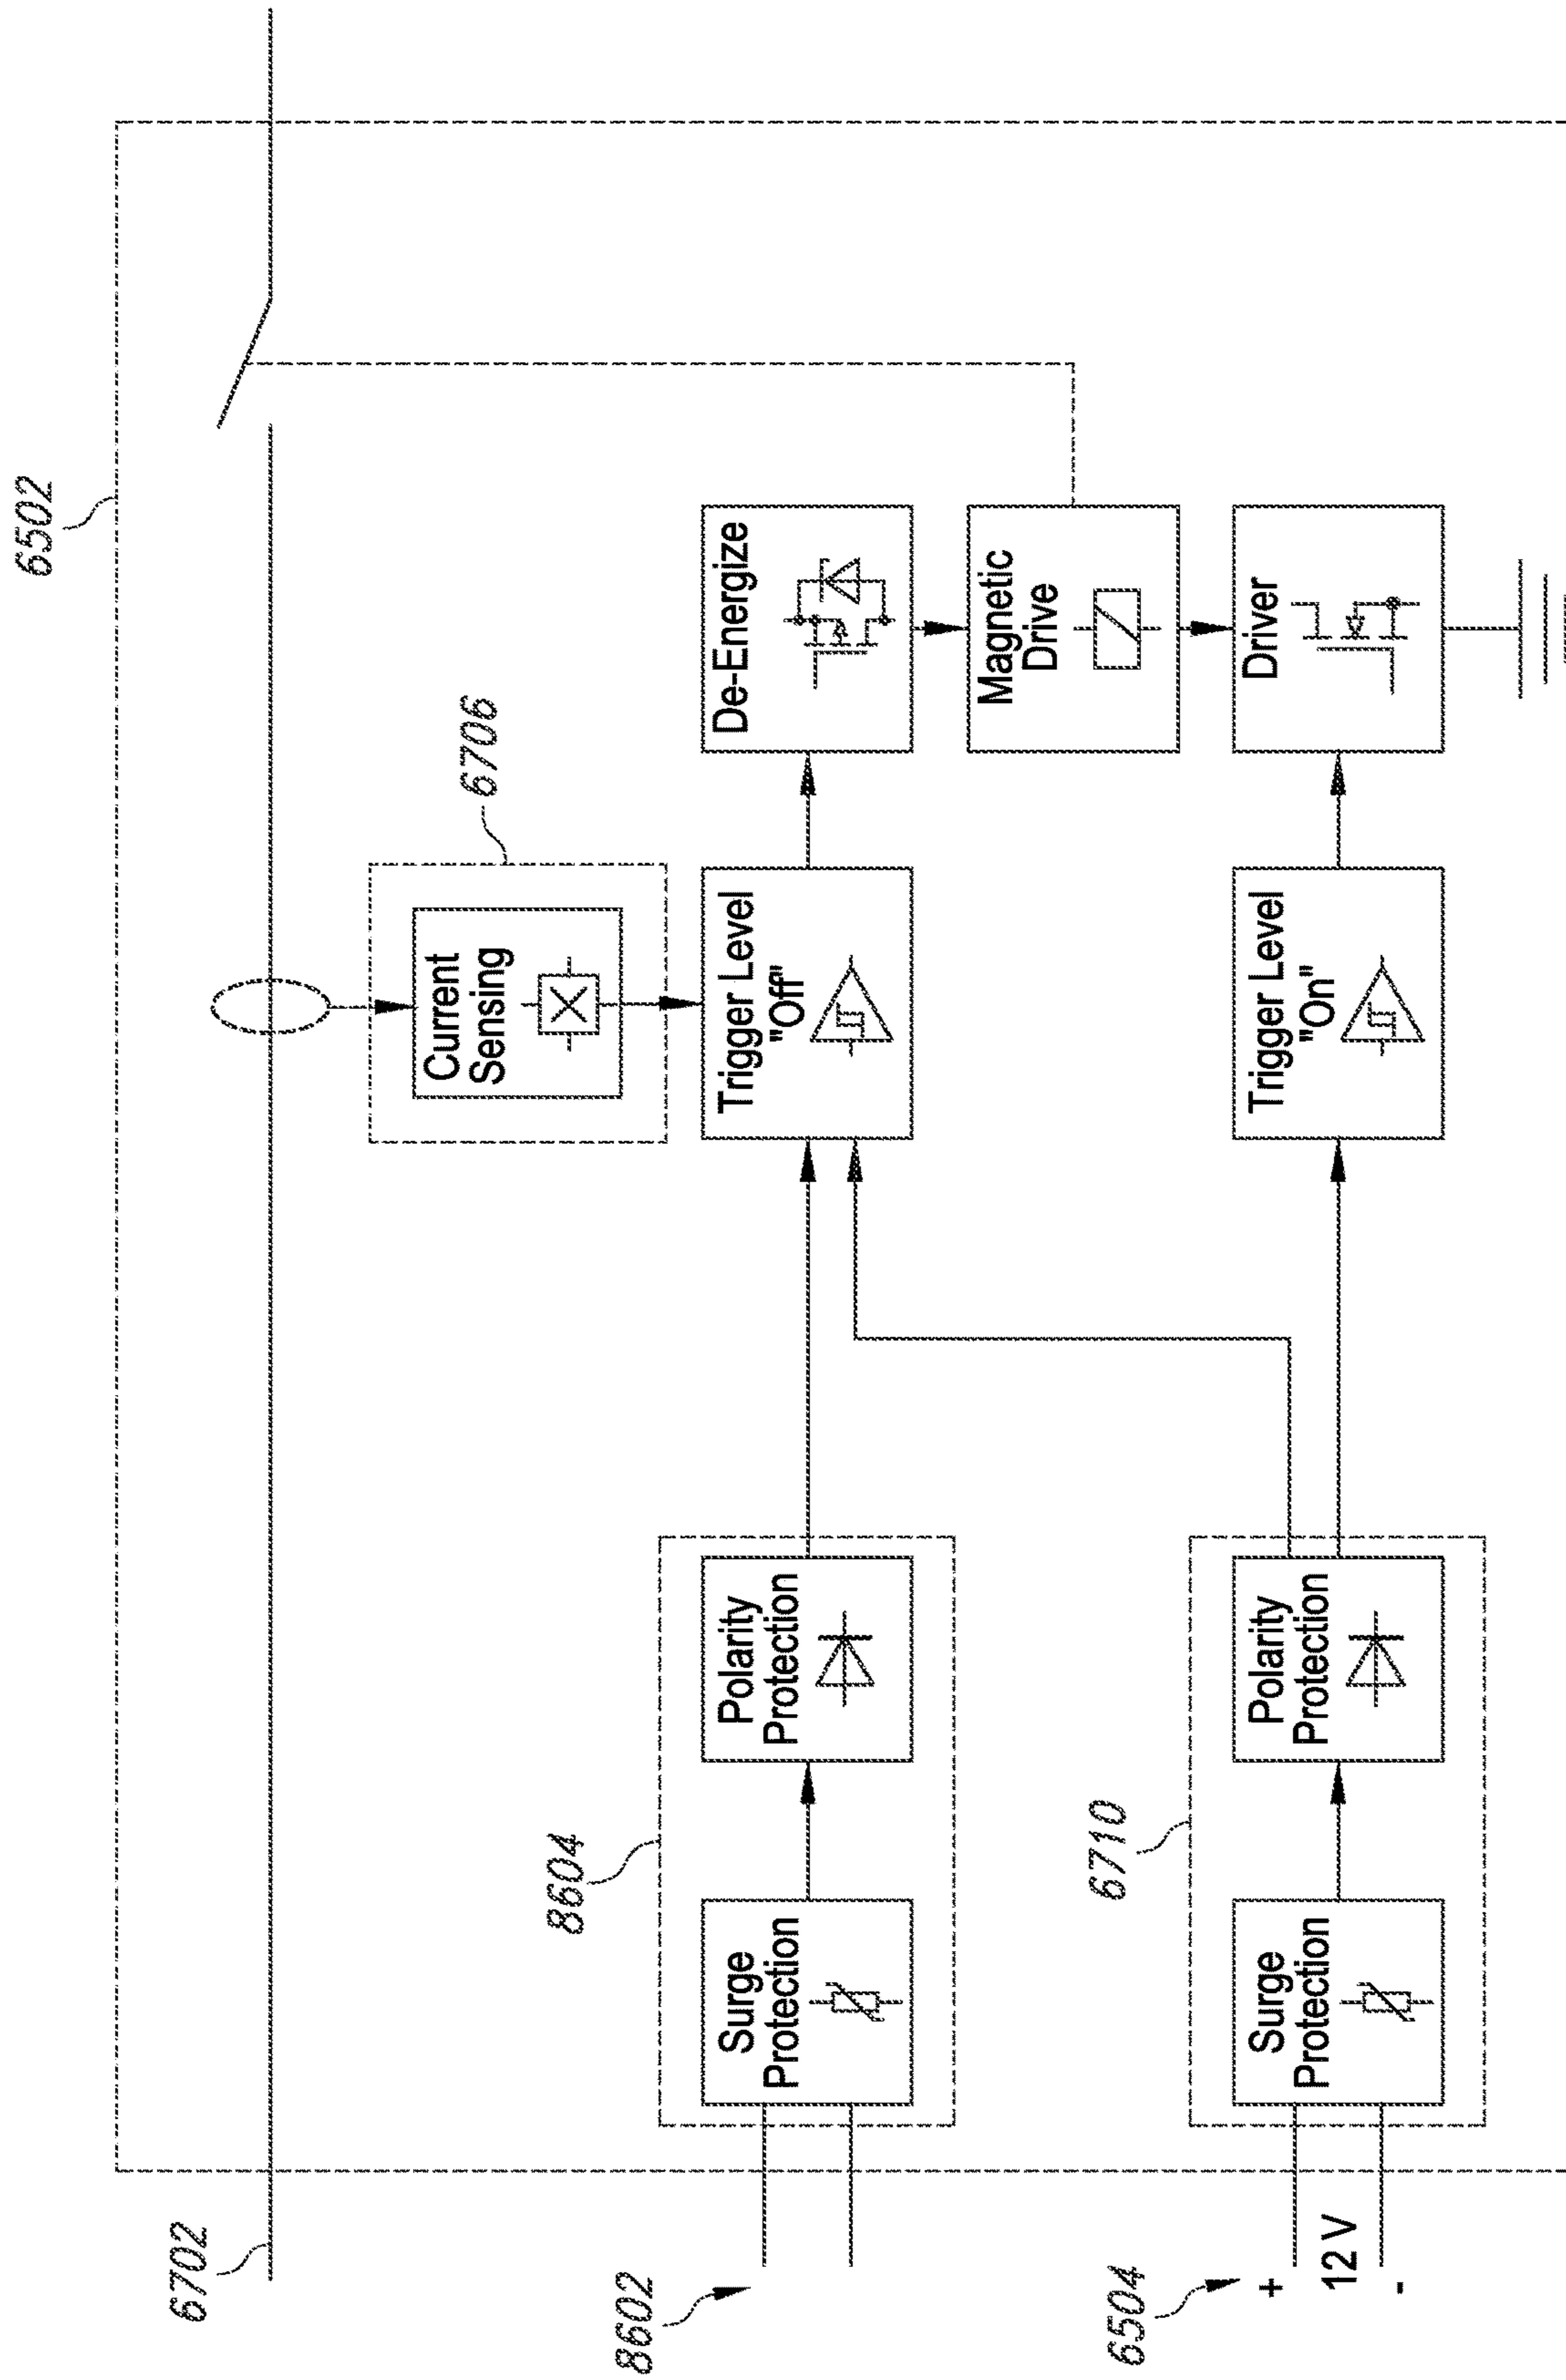 6502
6702
6706
Current
Sensing
8602
8604
Surge
Protection
Polarity
Protection
Trigger Level
"Off"
De-Energize
Magnetic
Drive
6504
+
12 V
-
6710
Surge
Protection
Polarity
Protection
Trigger Level
"On"
Driver